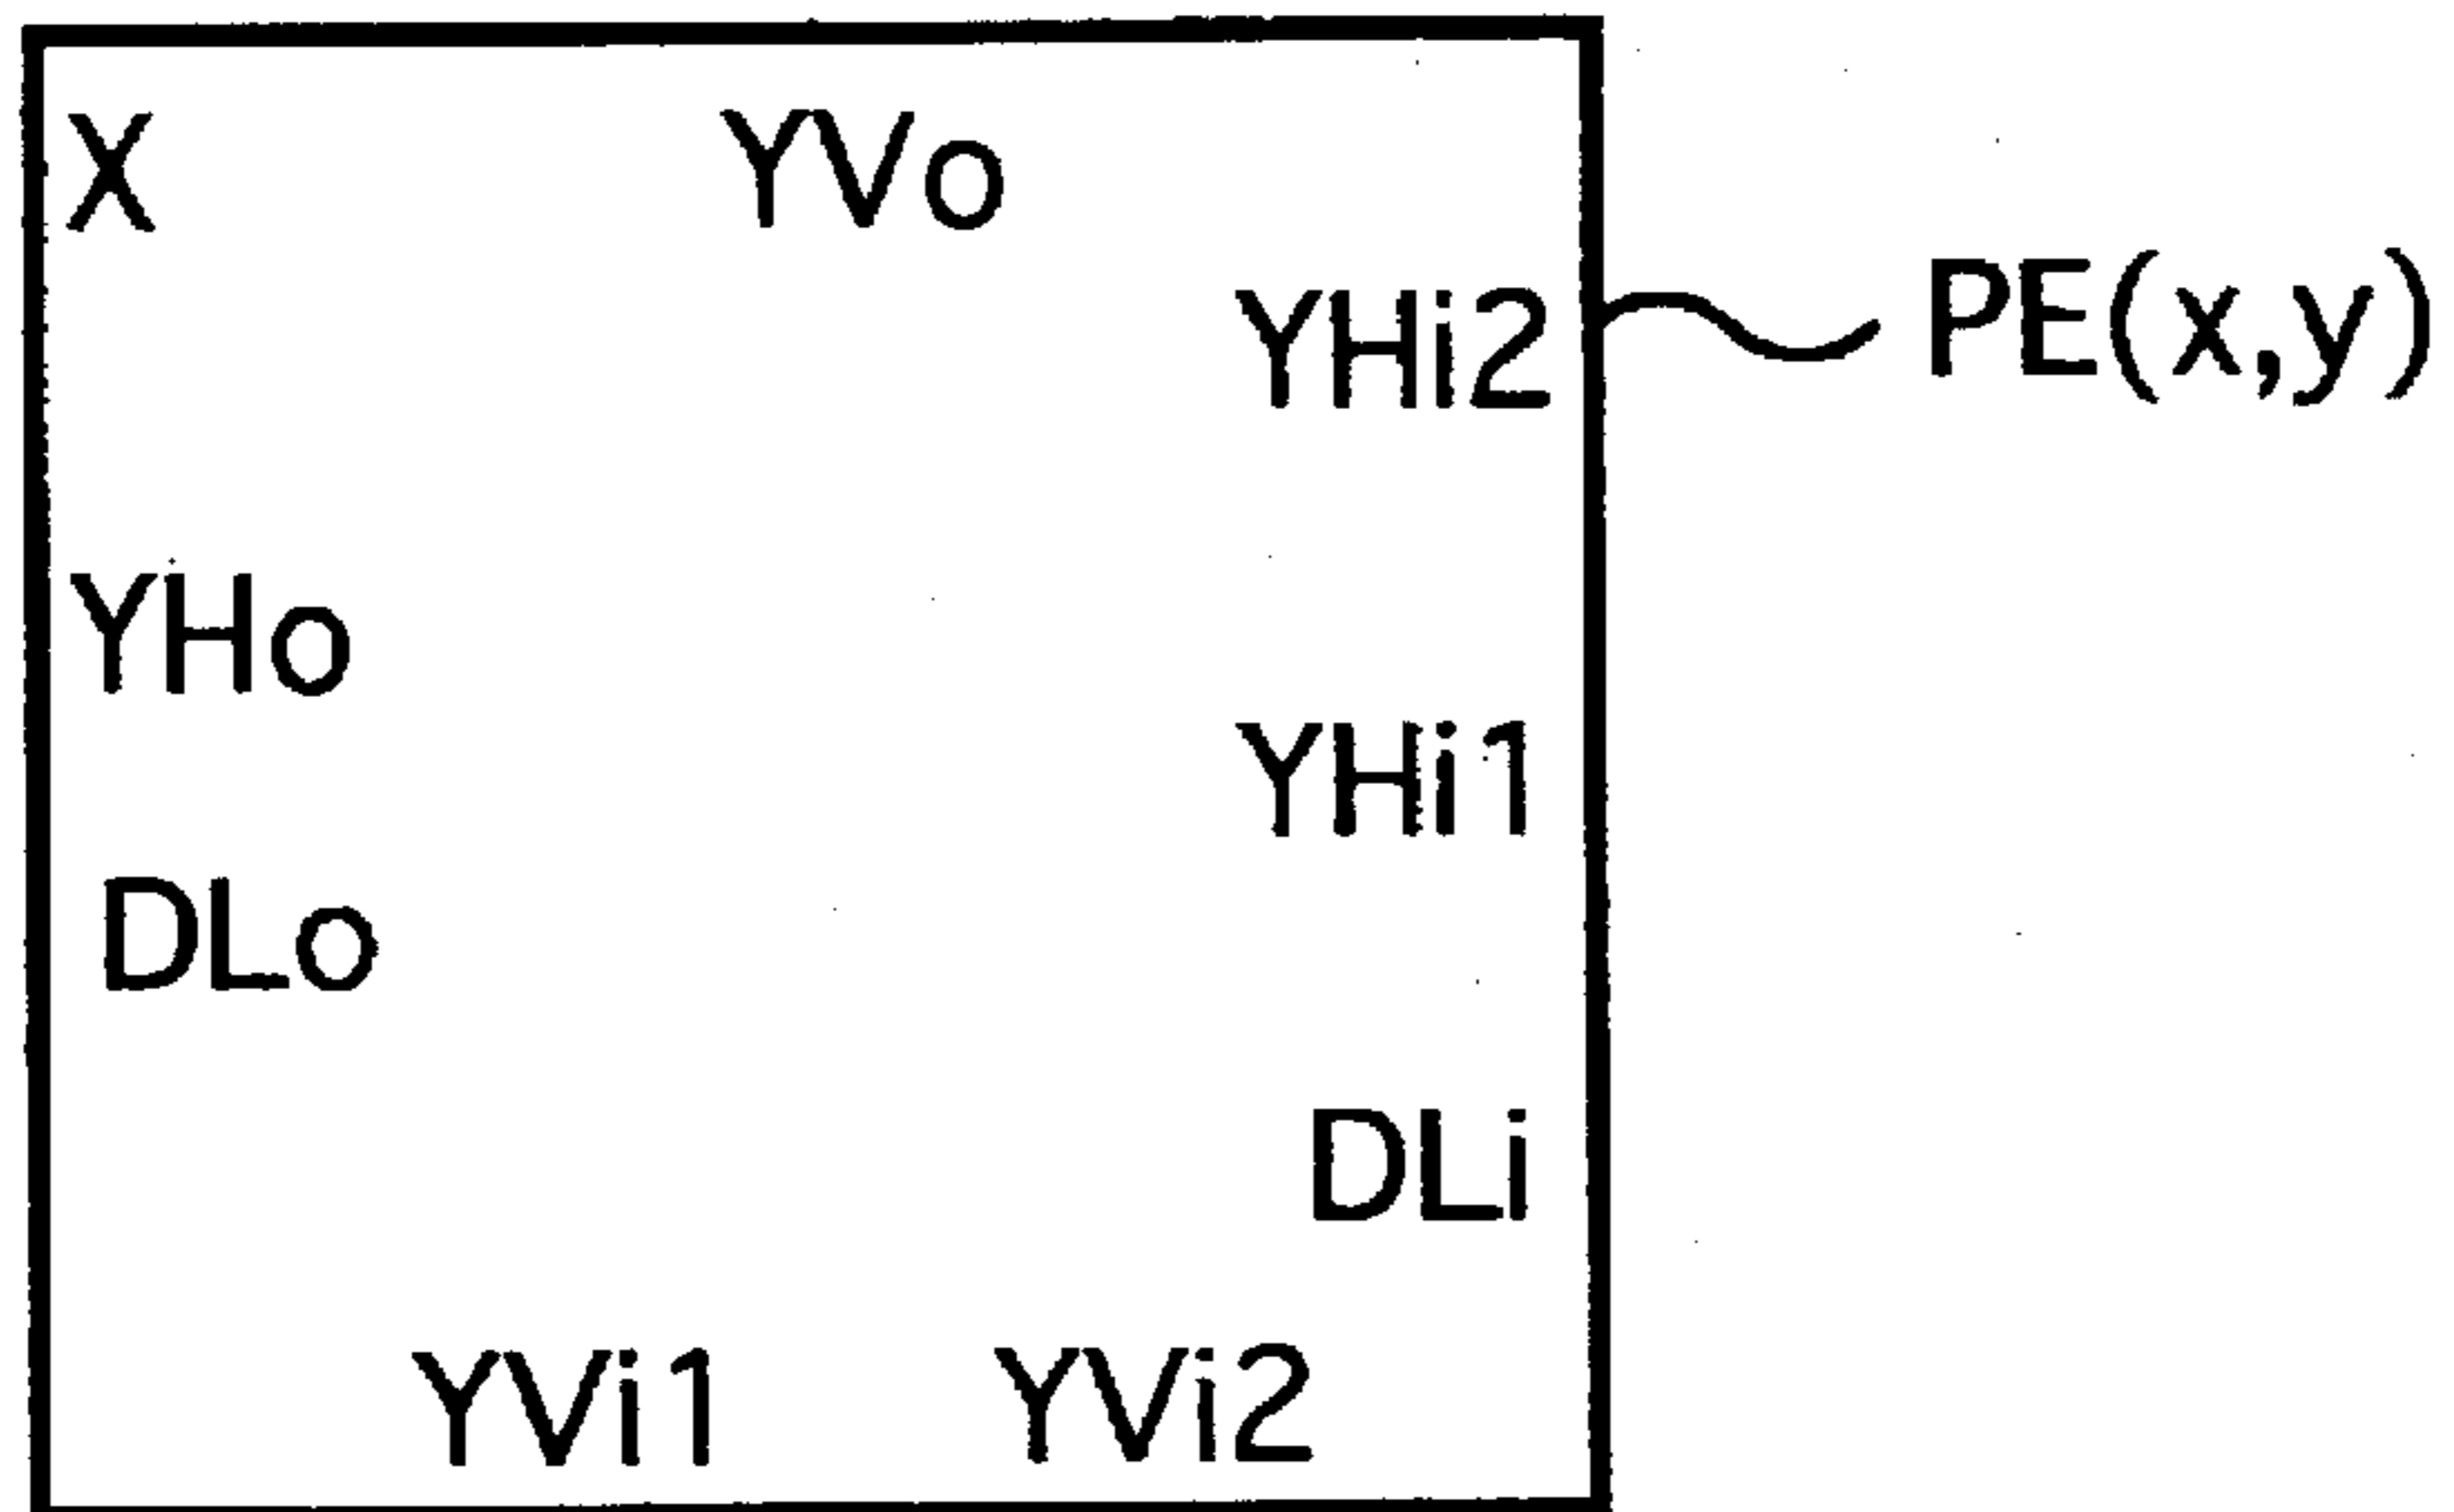 X YVo
YHi2 PE(x,y)
YHo
YHi1
DLo
DLi
YVi1 YVi2